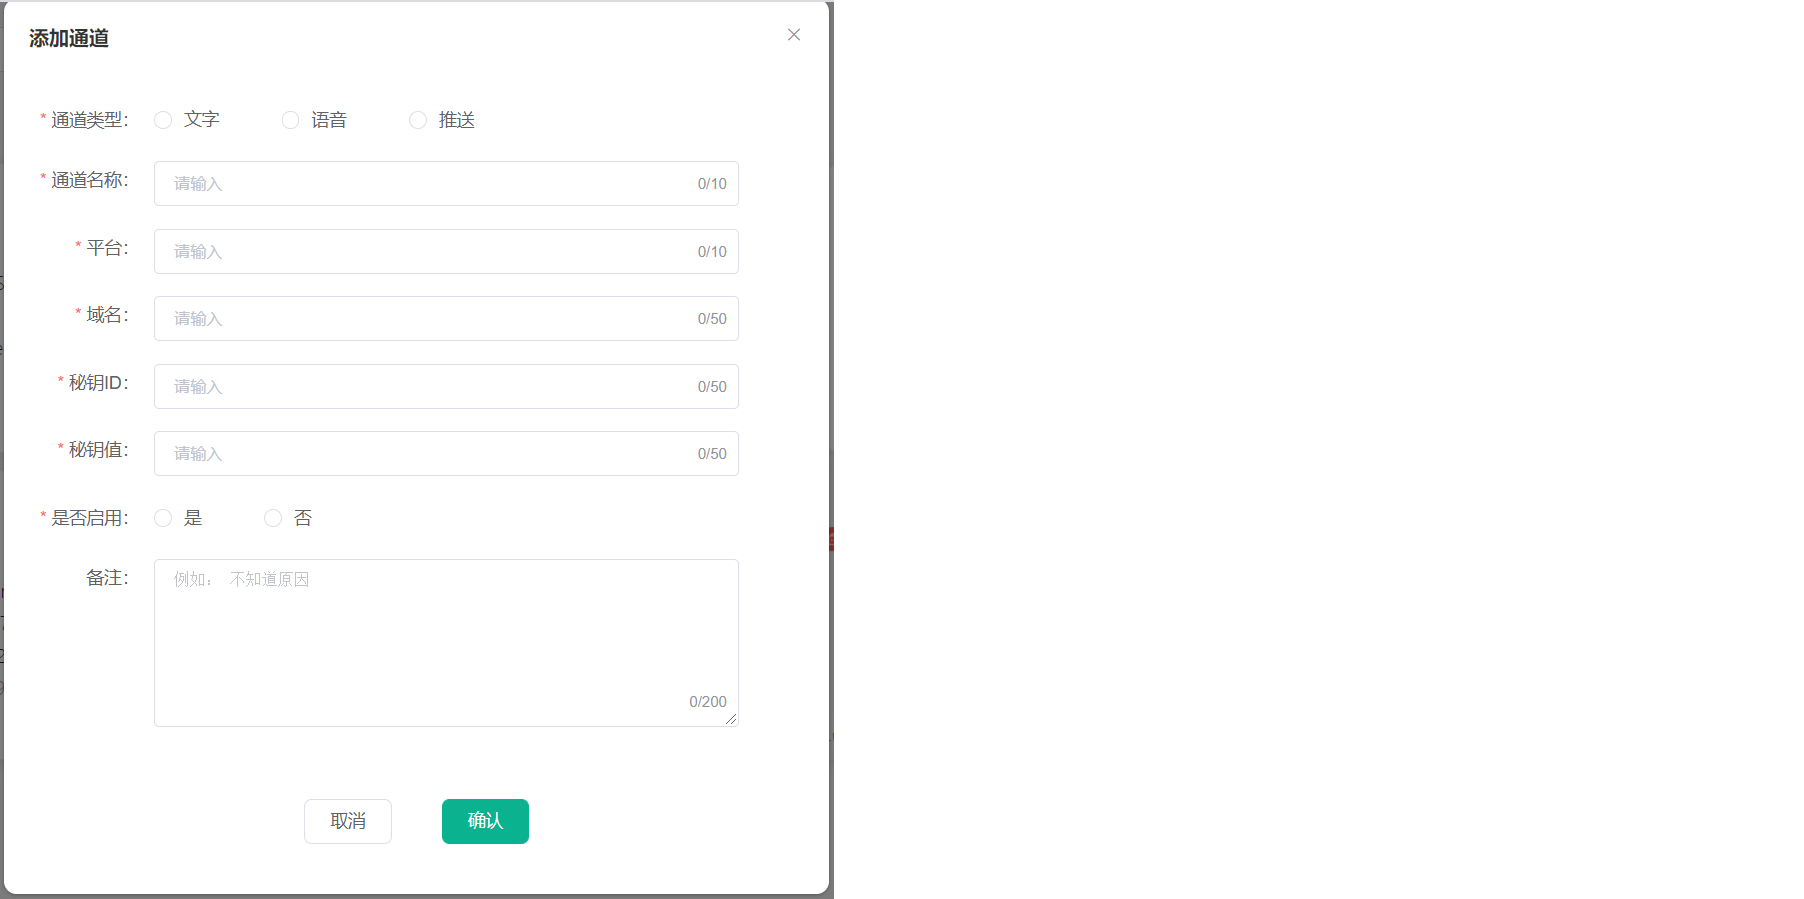 添加通道
* 通道类型： 文字 语音 推送
* 通道名称： 请输入 0/10
* 平台： 请输入 0/10
* 域名： 请输入 0/50
* 秘钥ID： 请输入 0/50
* 秘钥值： 请输入 0/50
* 是否启用： 是 否
备注： 例如： 不知道原因
0/200
取消 确认